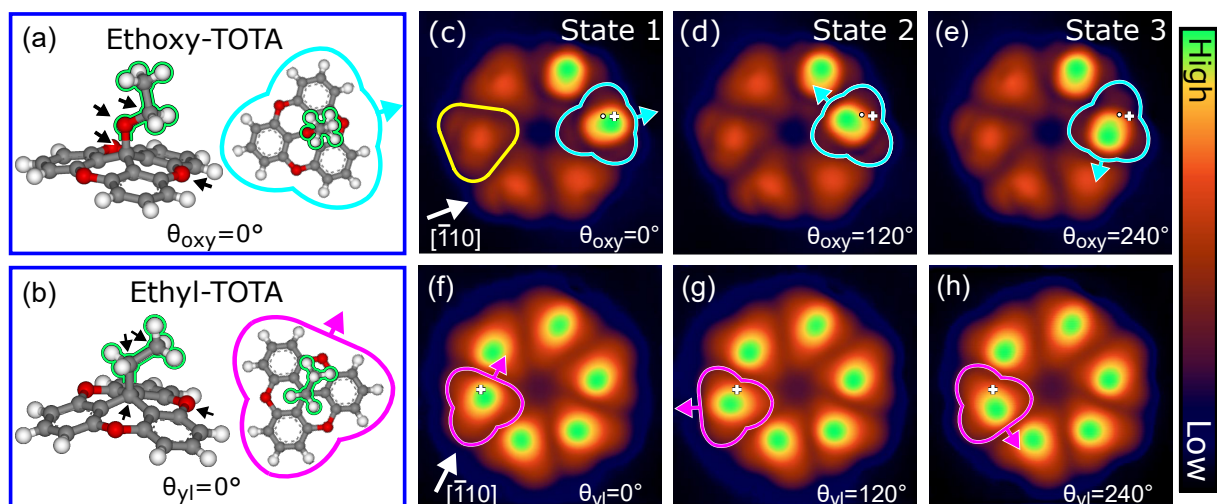 (a) Ethoxy-TOTA
θoxy=0°
(b) Ethyl-TOTA
θyl=0°
(c) State 1
[1̄10] θoxy=0°
(d) State 2
θoxy=120°
(e) State 3
θoxy=240°
(f)
[1̄10] θyl=0°
(g)
θyl=120°
(h)
θyl=240°
High
Low